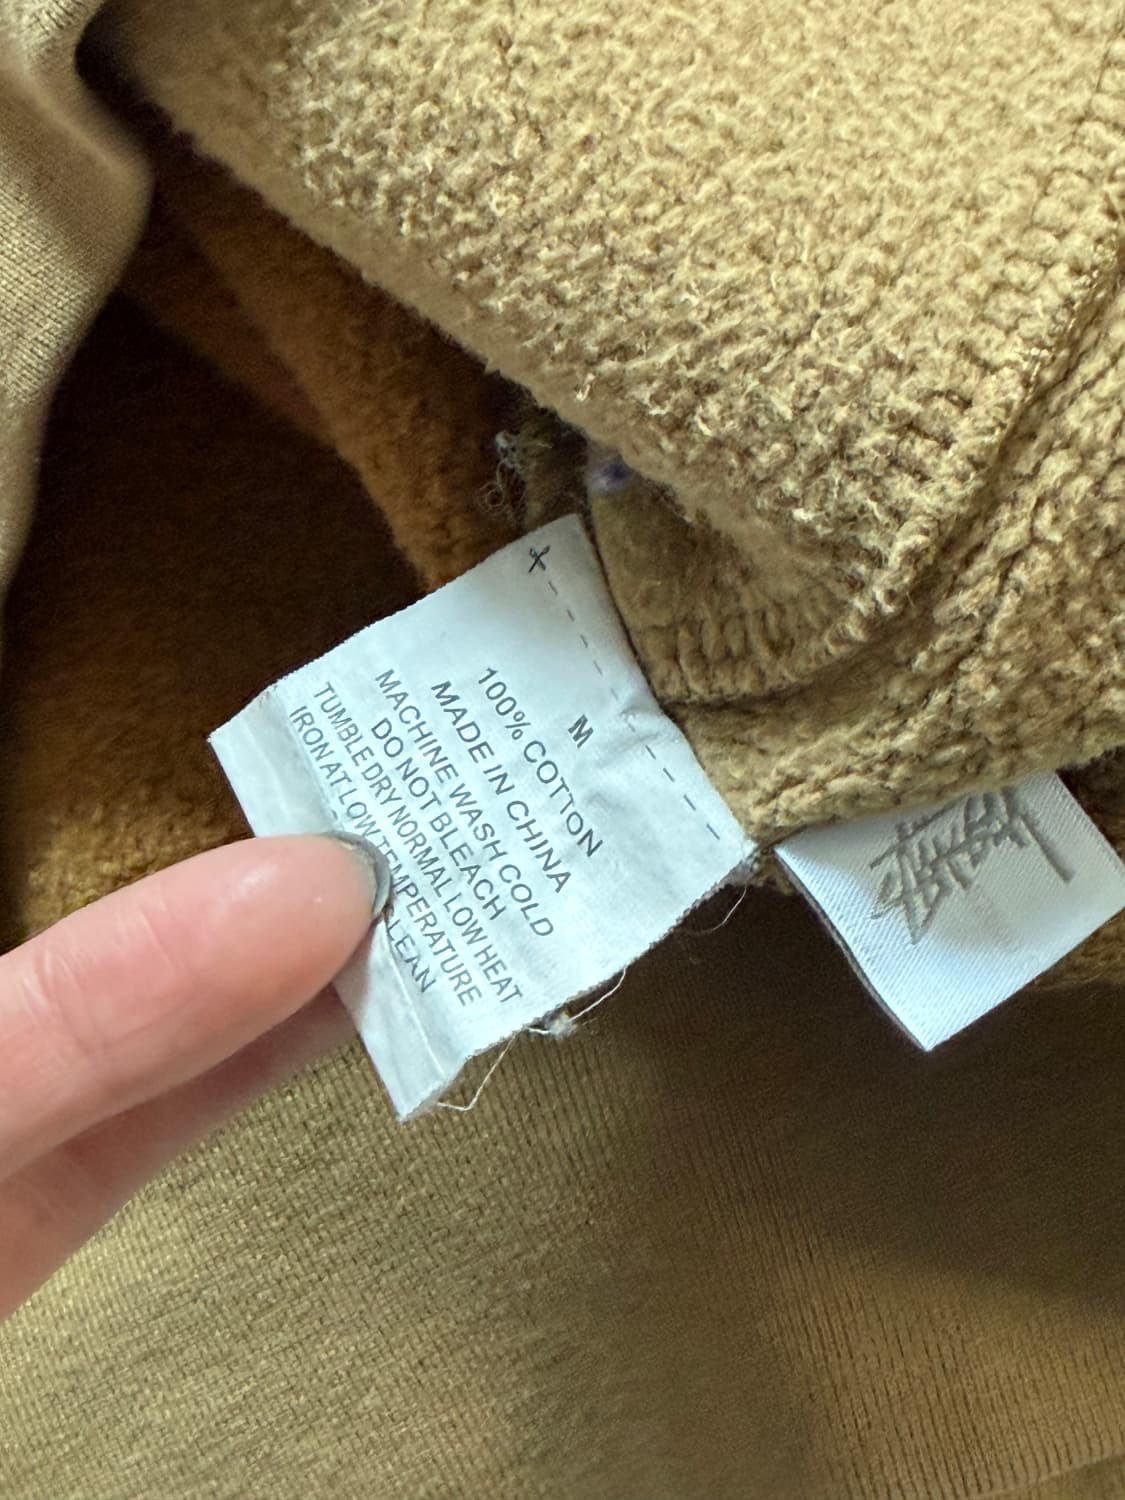 M
100% COTTON
MADE IN CHINA
MACHINE WASH COLD
DO NOT BLEACH
TUMBLE DRY NORMAL LOW HEAT
IRON AT LOW TEMPERATURE
CLEAN